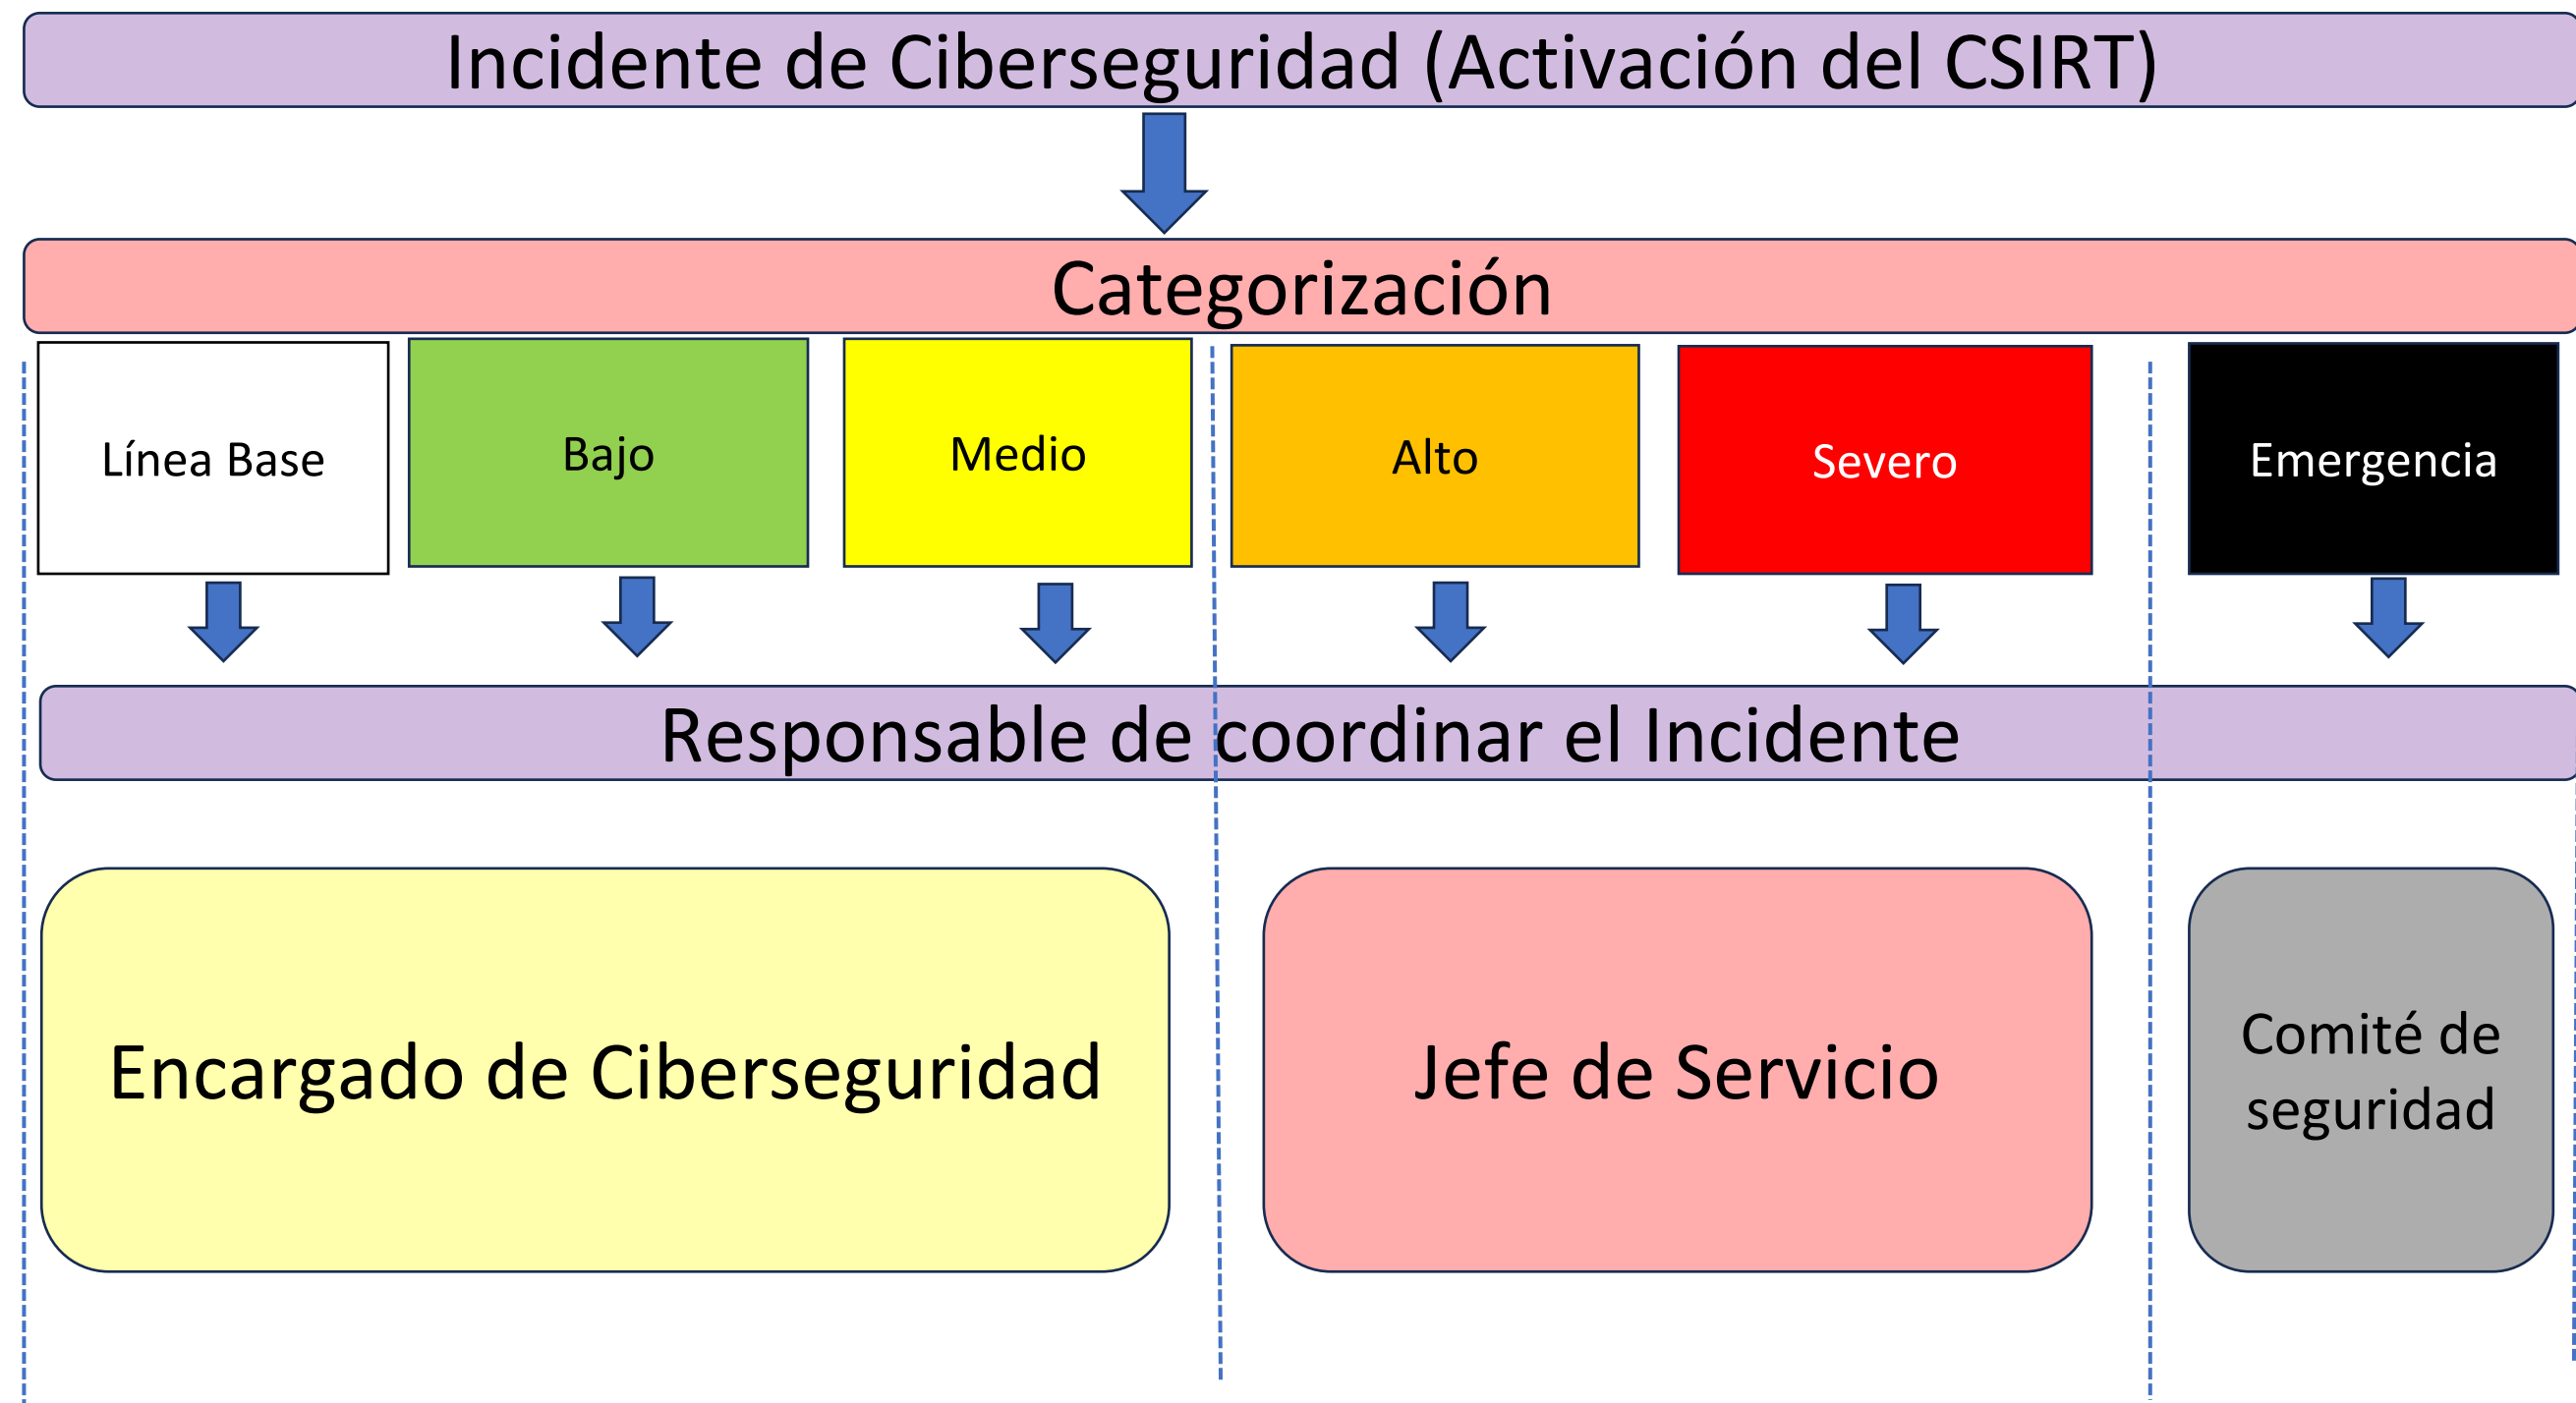 Incidente de Ciberseguridad (Activación del CSIRT)
Categorización
Línea Base
Bajo
Medio
Alto
Severo
Emergencia
Responsable de coordinar el Incidente
Encargado de Ciberseguridad
Jefe de Servicio
Comité de
seguridad